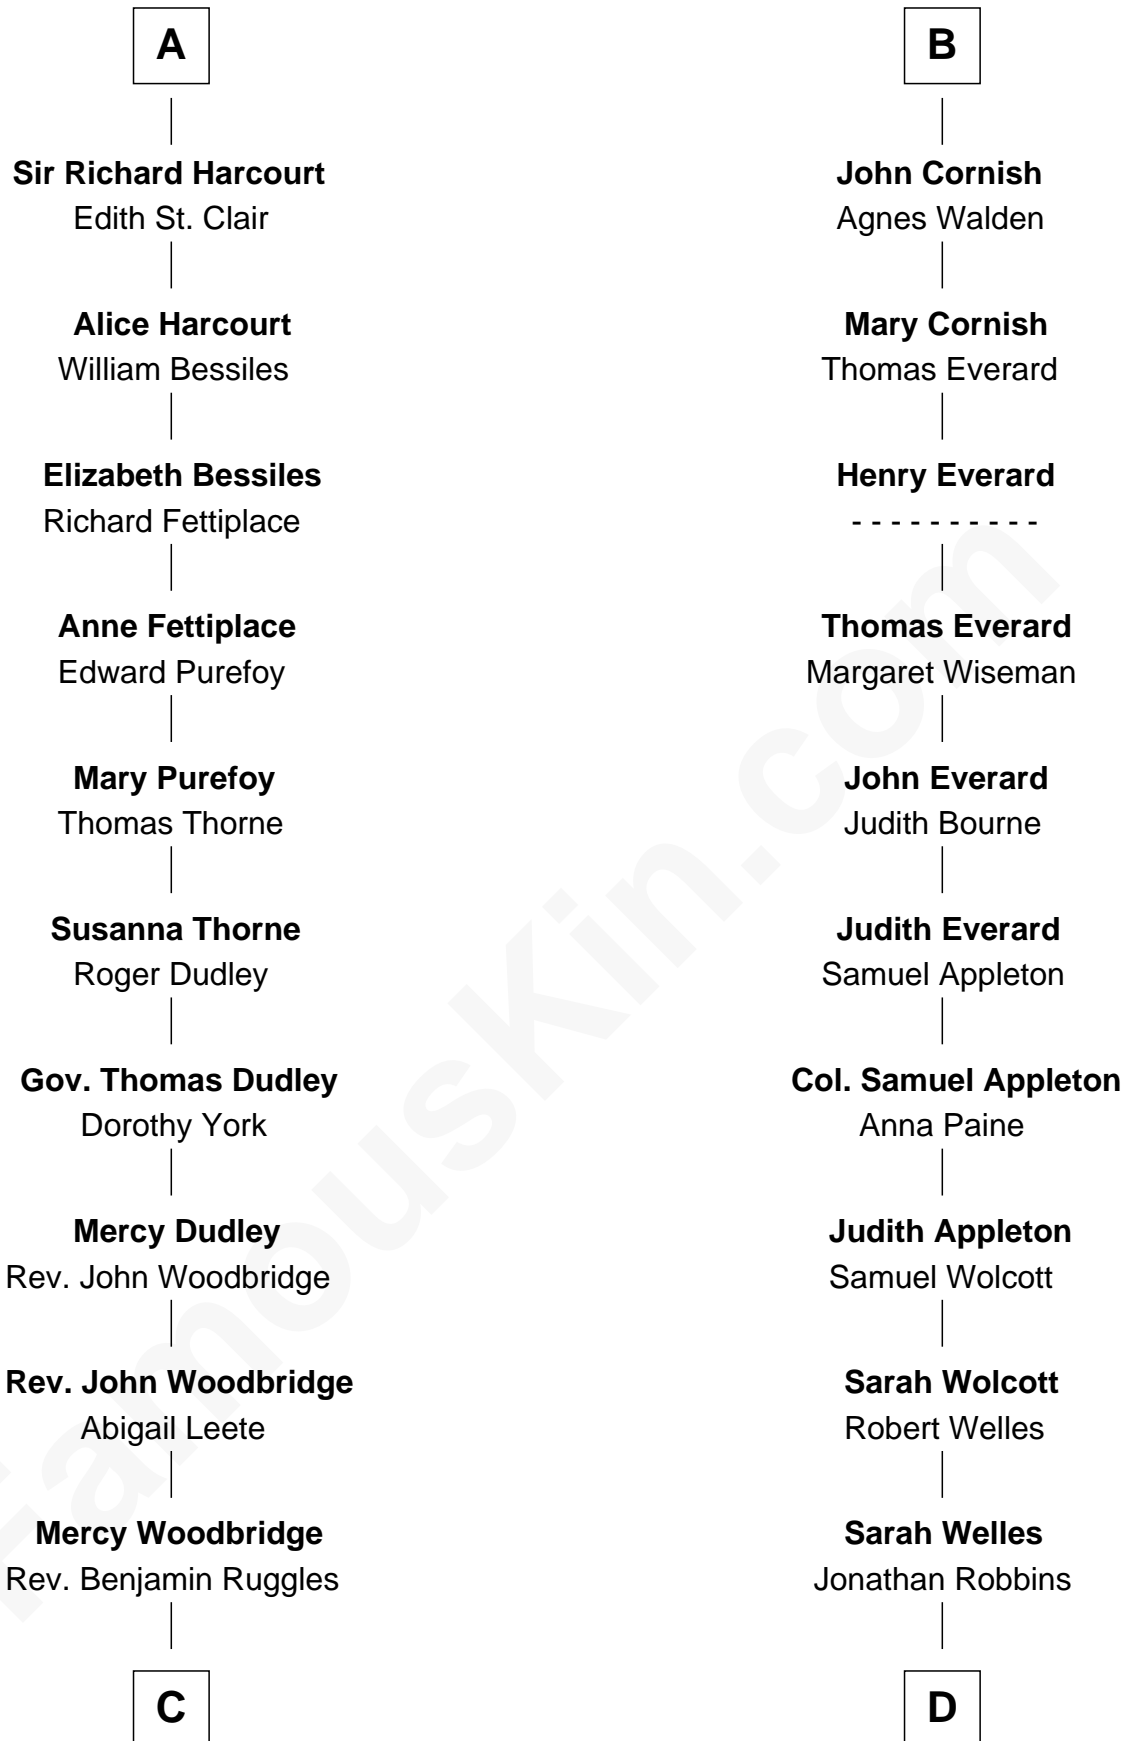 A
Sir Richard Harcourt
Edith St. Clair
Alice Harcourt
William Bessiles
Elizabeth Bessiles
Richard Fettiplace
Anne Fettiplace
Edward Purefoy
Mary Purefoy
Thomas Thorne
Susanna Thorne
Roger Dudley
Gov. Thomas Dudley
Dorothy York
Mercy Dudley
Rev. John Woodbridge
Rev. John Woodbridge
Abigail Leete
Mercy Woodbridge
Rev. Benjamin Ruggles
C
B
John Cornish
Agnes Walden
Mary Cornish
Thomas Everard
Henry Everard
- - - - - - - - - -
Thomas Everard
Margaret Wiseman
John Everard
Judith Bourne
Judith Everard
Samuel Appleton
Col. Samuel Appleton
Anna Paine
Judith Appleton
Samuel Wolcott
Sarah Wolcott
Robert Welles
Sarah Welles
Jonathan Robbins
D
FamousKin.com